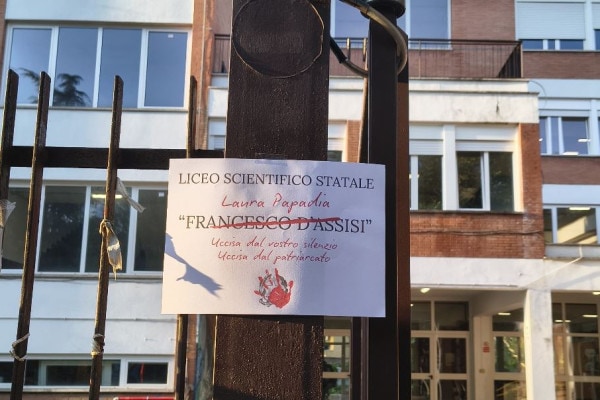 LICEO SCIENTIFICO STATALE
Laura Papadia
"FRANCESCO D'ASSISI"
Uccisa dal vostro silenzio
Uccisa dal patriarcato